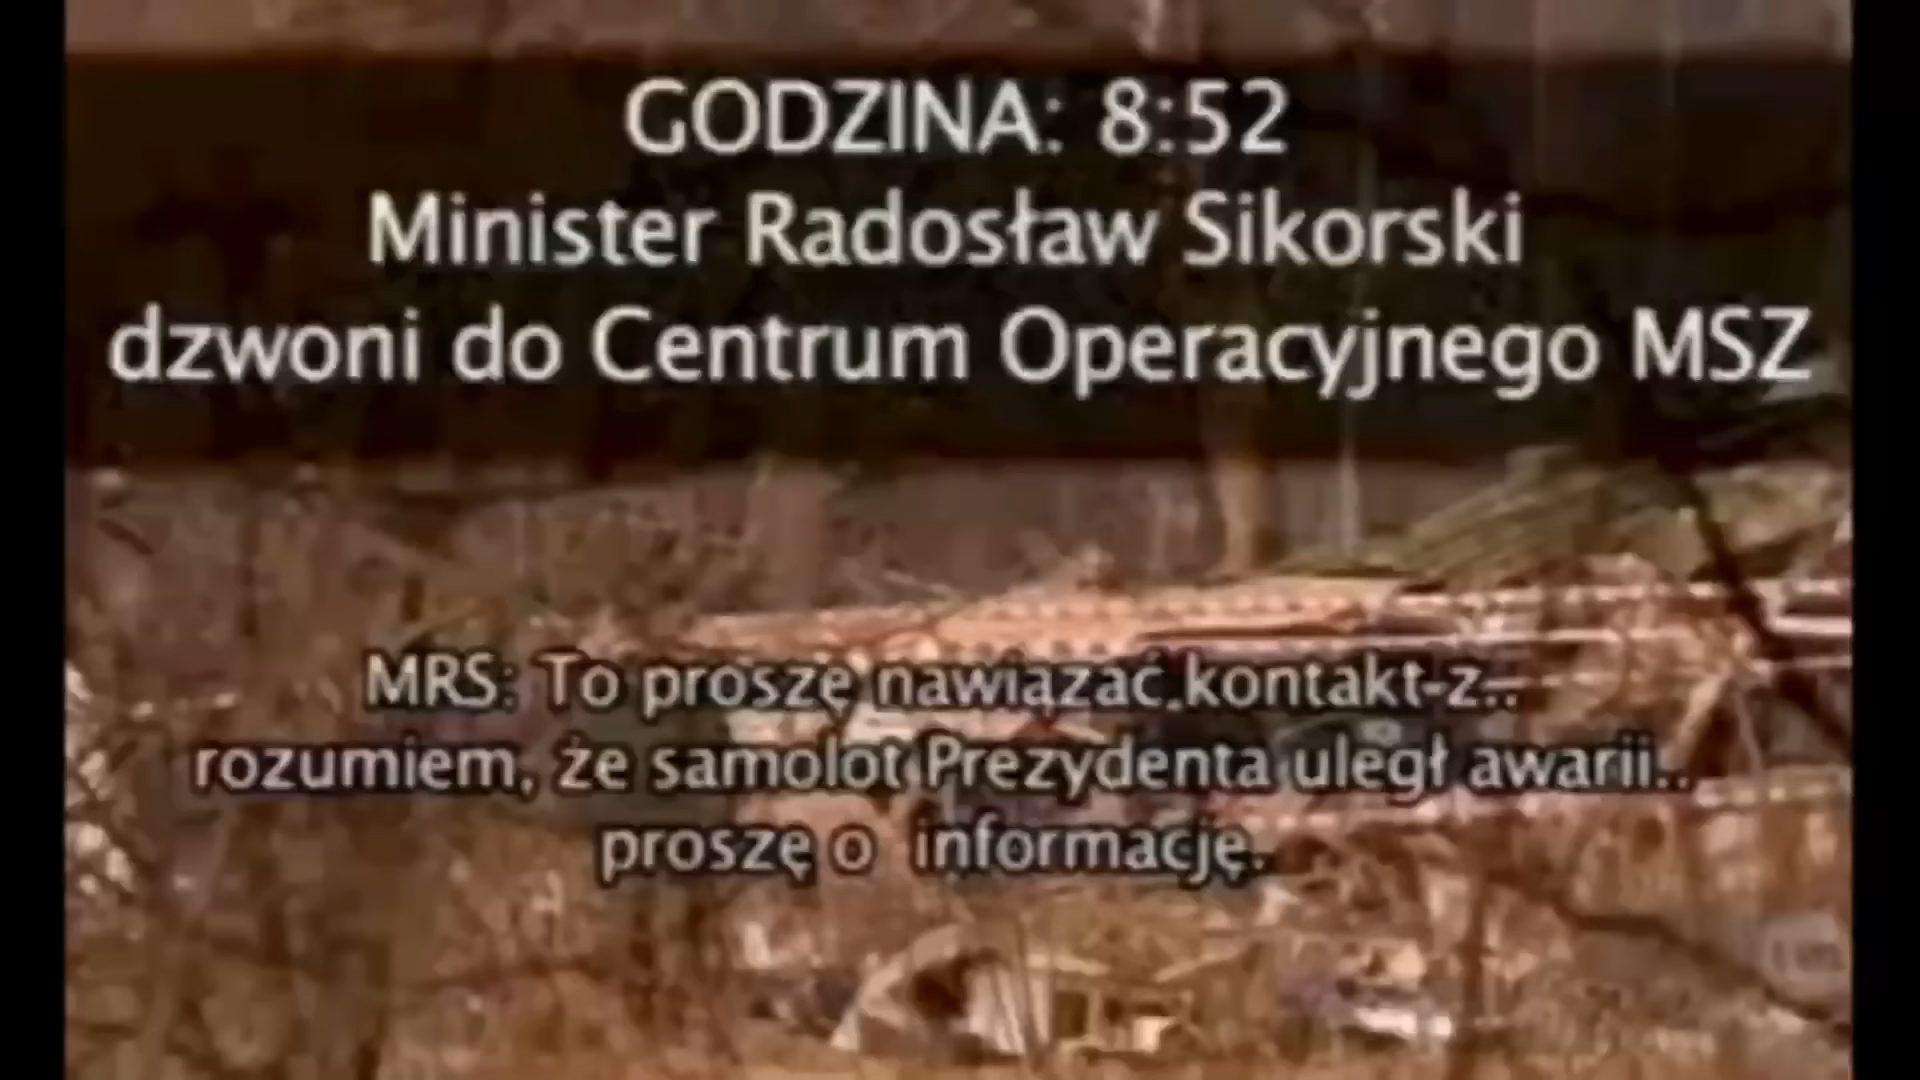 GODZINA: 8:52
Minister Radosław Sikorski
dzwoni do Centrum Operacyjnego MSZ
MRS: To proszę nawiązać kontakt z..
rozumiem, że samolot Prezydenta uległ awarii..
proszę o informację.